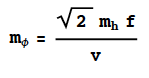 m_ϕ = (√2 m_h f) / v